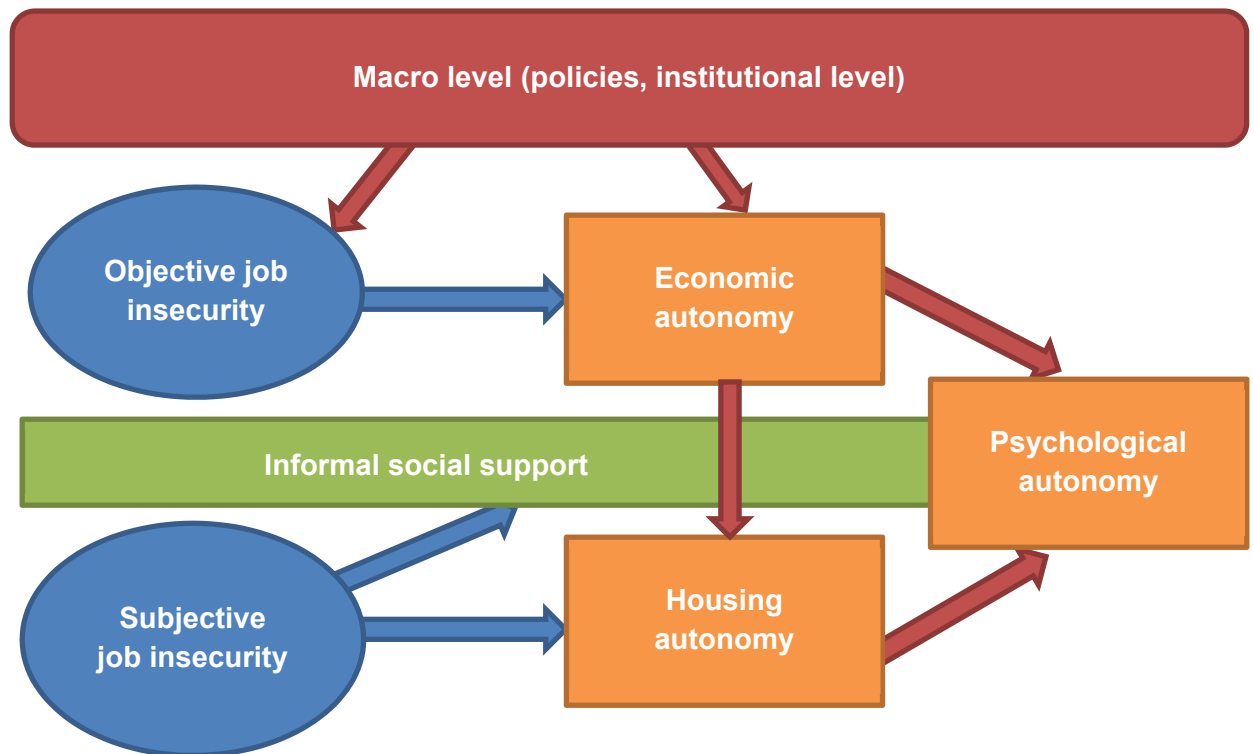 Macro level (policies, institutional level)
Objective job
insecurity
Economic
autonomy
Psychological
autonomy
Informal social support
Subjective
job insecurity
Housing
autonomy